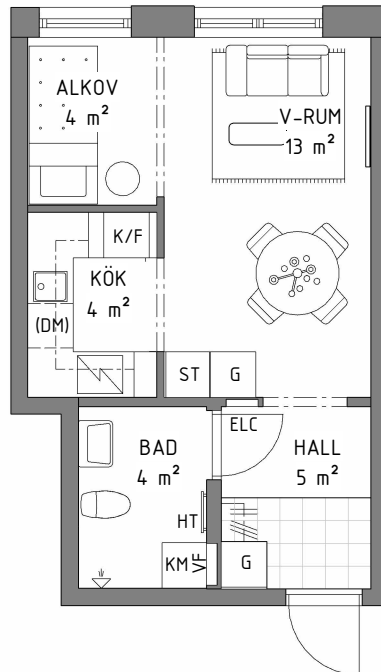 ALKOV
4 m²
V-RUM
13 m²
K/F
KÖK
4 m²
(DM)
ST
G
ELC
BAD
4 m²
HALL
5 m²
HT
KM
VF
G